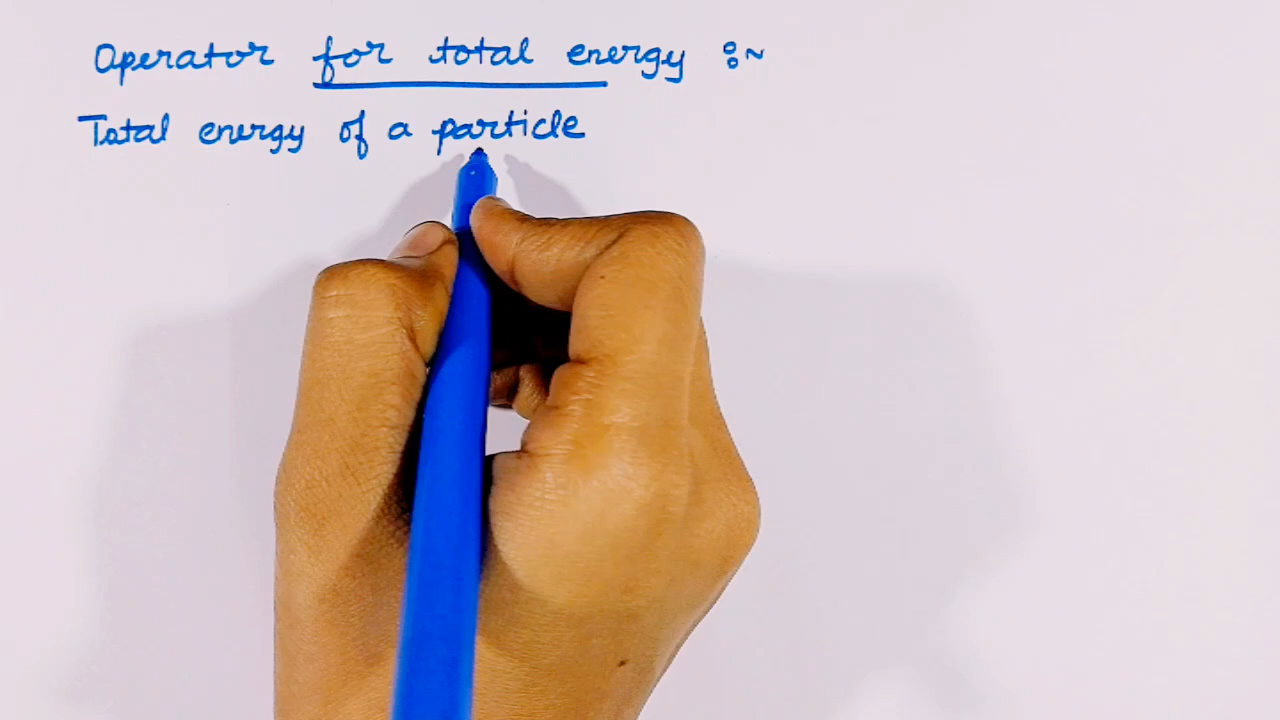 Operator for total energy :~
Total energy of a particle